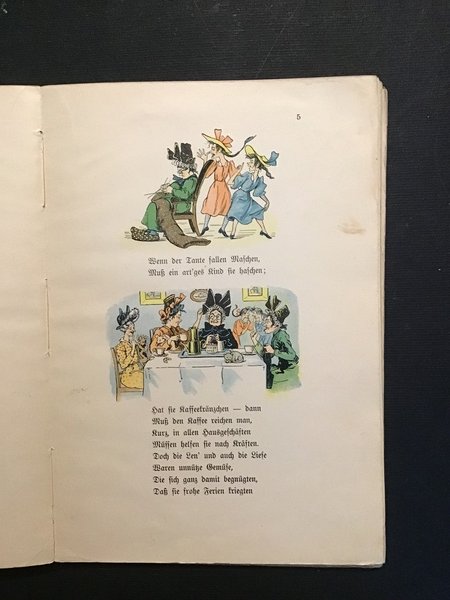 5
Wenn der Tante fallen Maschen,
Muß ein art'ges Kind sie haschen;
Hat sie Kaffeekränzchen — dann
Muß den Kaffee reichen man,
Kurz, in allen Hausgeschäften
Müssen helfen sie nach Kräften.
Doch die Len' und auch die Liese
Waren unnütze Gemüse,
Die sich ganz damit begnügten,
Daß sie frohe Ferien kriegten